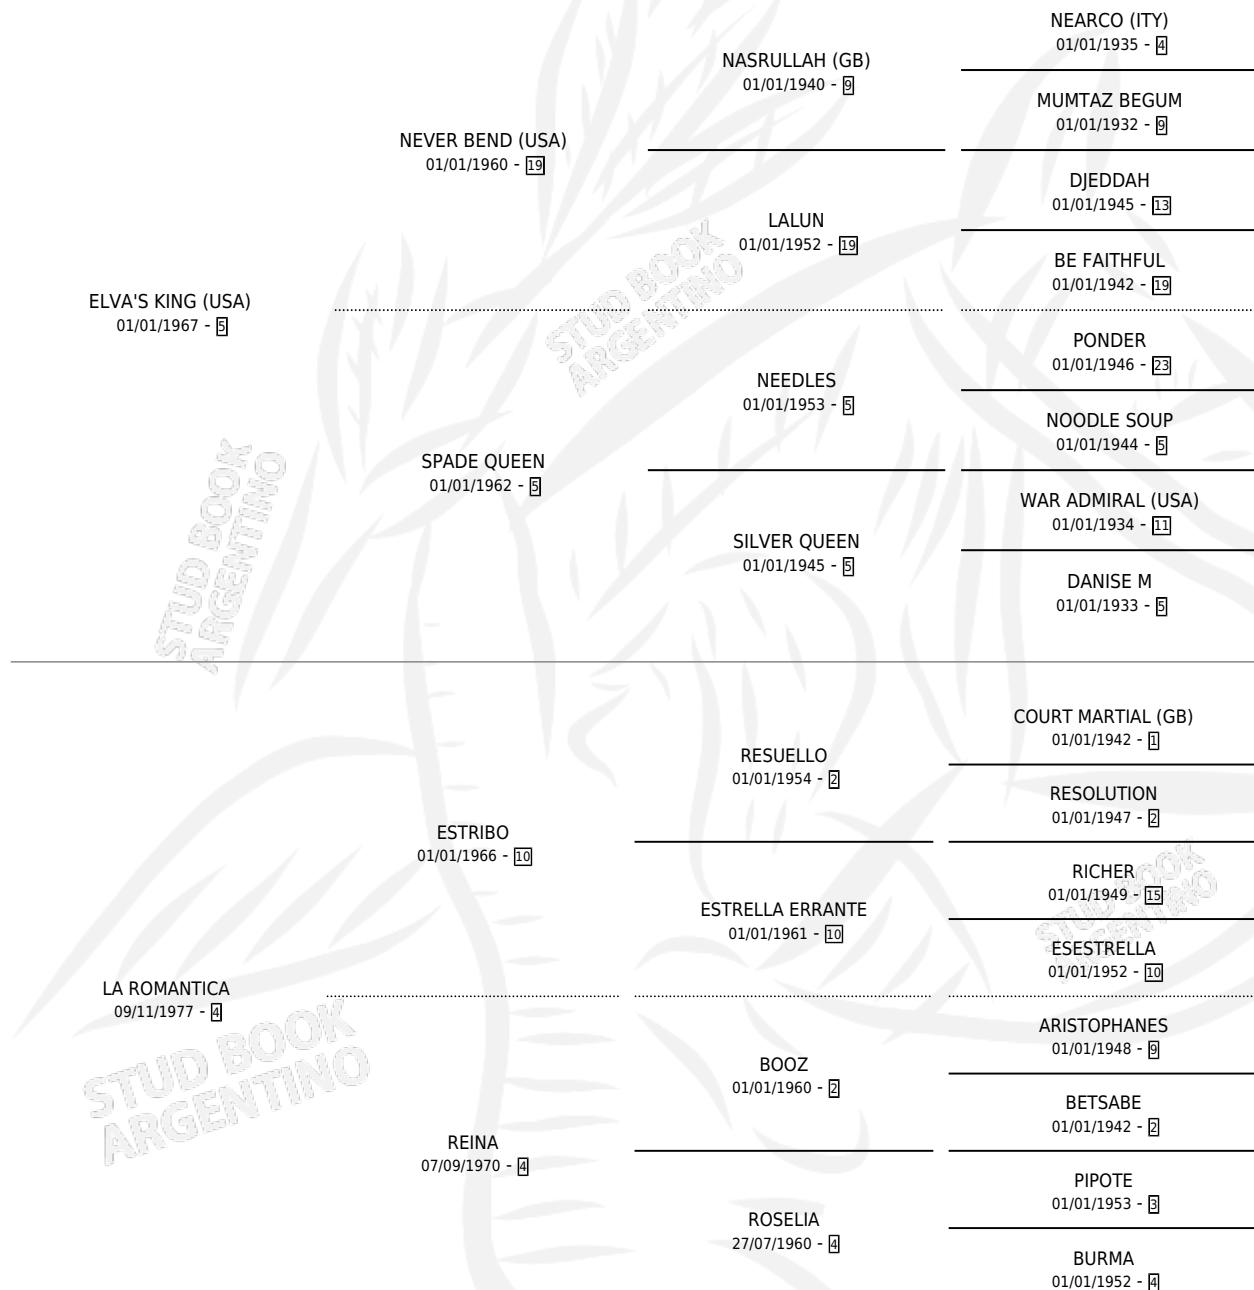 NEARCO (ITY)
01/01/1935 - 4
NASRULLAH (GB)
01/01/1940 - 9
MUMTAZ BEGUM
01/01/1932 - 9
NEVER BEND (USA)
01/01/1960 - 19
DJEDDAH
01/01/1945 - 13
LALUN
01/01/1952 - 19
BE FAITHFUL
01/01/1942 - 19
ELVA'S KING (USA)
01/01/1967 - 5
PONDER
01/01/1946 - 23
NEEDLES
01/01/1953 - 5
NOODLE SOUP
01/01/1944 - 5
SPADE QUEEN
01/01/1962 - 5
WAR ADMIRAL (USA)
01/01/1934 - 11
SILVER QUEEN
01/01/1945 - 5
DANISE M
01/01/1933 - 5
COURT MARTIAL (GB)
01/01/1942 - 1
RESUELLO
01/01/1954 - 2
RESOLUTION
01/01/1947 - 2
ESTRIBO
01/01/1966 - 10
RICHER
01/01/1949 - 15
ESTRELLA ERRANTE
01/01/1961 - 10
ESESTRELLA
01/01/1952 - 10
LA ROMANTICA
09/11/1977 - 4
ARISTOPHANES
01/01/1948 - 9
BOOZ
01/01/1960 - 2
BETSABE
01/01/1942 - 2
REINA
07/09/1970 - 4
PIPOTE
01/01/1953 - 3
ROSELIA
27/07/1960 - 4
BURMA
01/01/1952 - 4
STUD BOOK
ARGENTINO
STUD BOOK
ARGENTINO
STUD BOOK
ARGENTINO
STUD BOOK
ARGENTINO